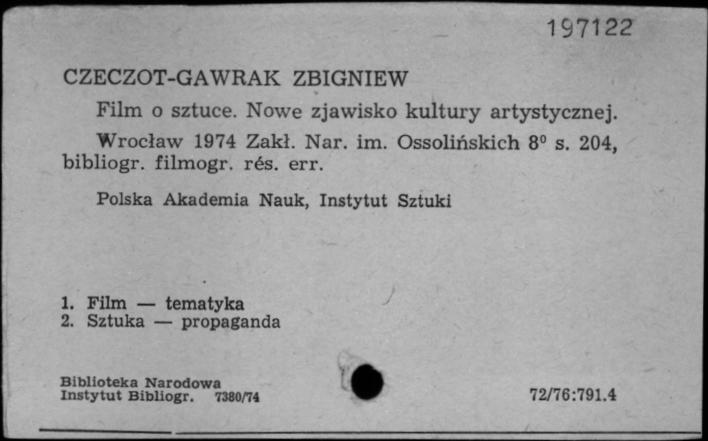 197122
CZECZOT-GAWRAK ZBIGNIEW
Film o sztuce. Nowe zjawisko kultury artystycznej.
Wrocław 1974 Zakł. Nar. im. Ossolińskich 8⁰ s. 204,
bibliogr. filmogr. rés. err.
Polska Akademia Nauk, Instytut Sztuki
1. Film — tematyka
2. Sztuka — propaganda
Biblioteka Narodowa
Instytut Bibliogr. 7380/74
72/76:791.4